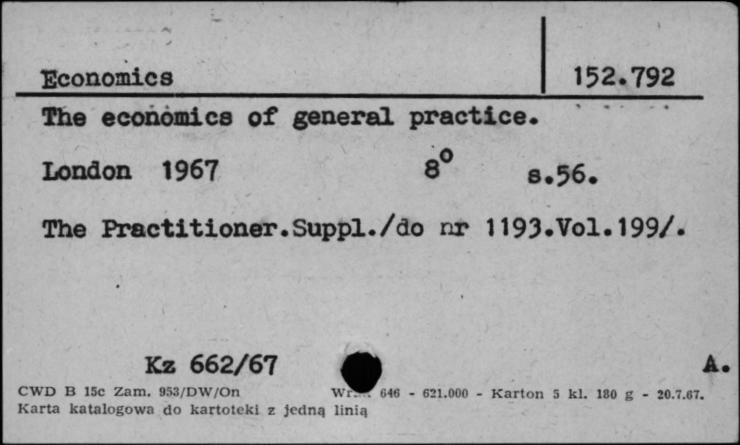 Economics 152.792
The economics of general practice.
London 1967 8º s.56.
The Practitioner.Suppl./do nr 1193.Vol.199/.
Kz 662/67 A.
CWD B 15c Zam. 953/DW/On 646 - 621.000 - Karton 5 kl. 180 g - 20.7.67.
Karta katalogowa do kartoteki z jedną linią